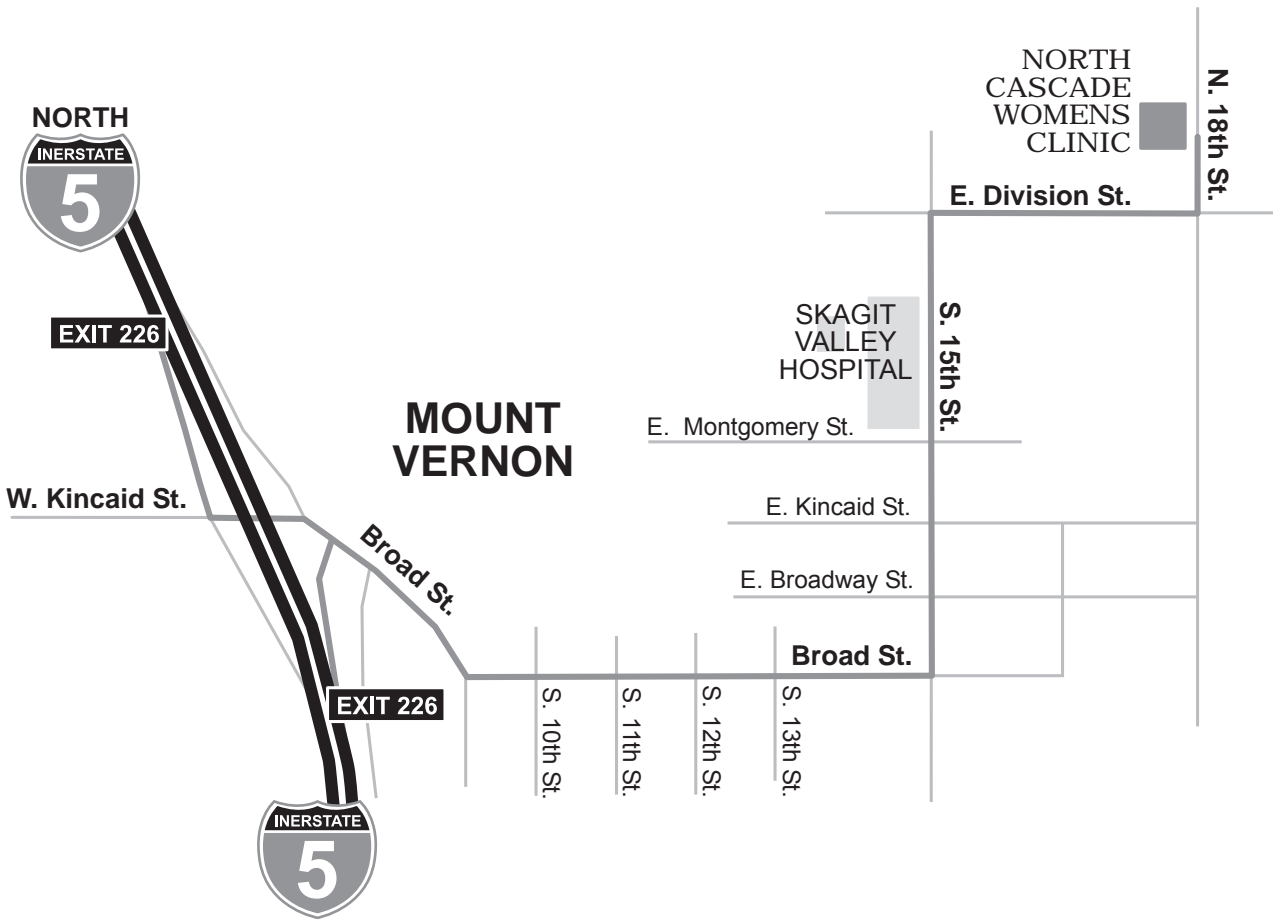 NORTH
CASCADE
WOMENS
CLINIC
N. 18th St.
NORTH
INERSTATE
5
E. Division St.
EXIT 226
SKAGIT
VALLEY
HOSPITAL
S. 15th St.
MOUNT
VERNON
E. Montgomery St.
W. Kincaid St.
E. Kincaid St.
Broad St.
E. Broadway St.
Broad St.
EXIT 226
S. 10th St.
S. 11th St.
S. 12th St.
S. 13th St.
INERSTATE
5